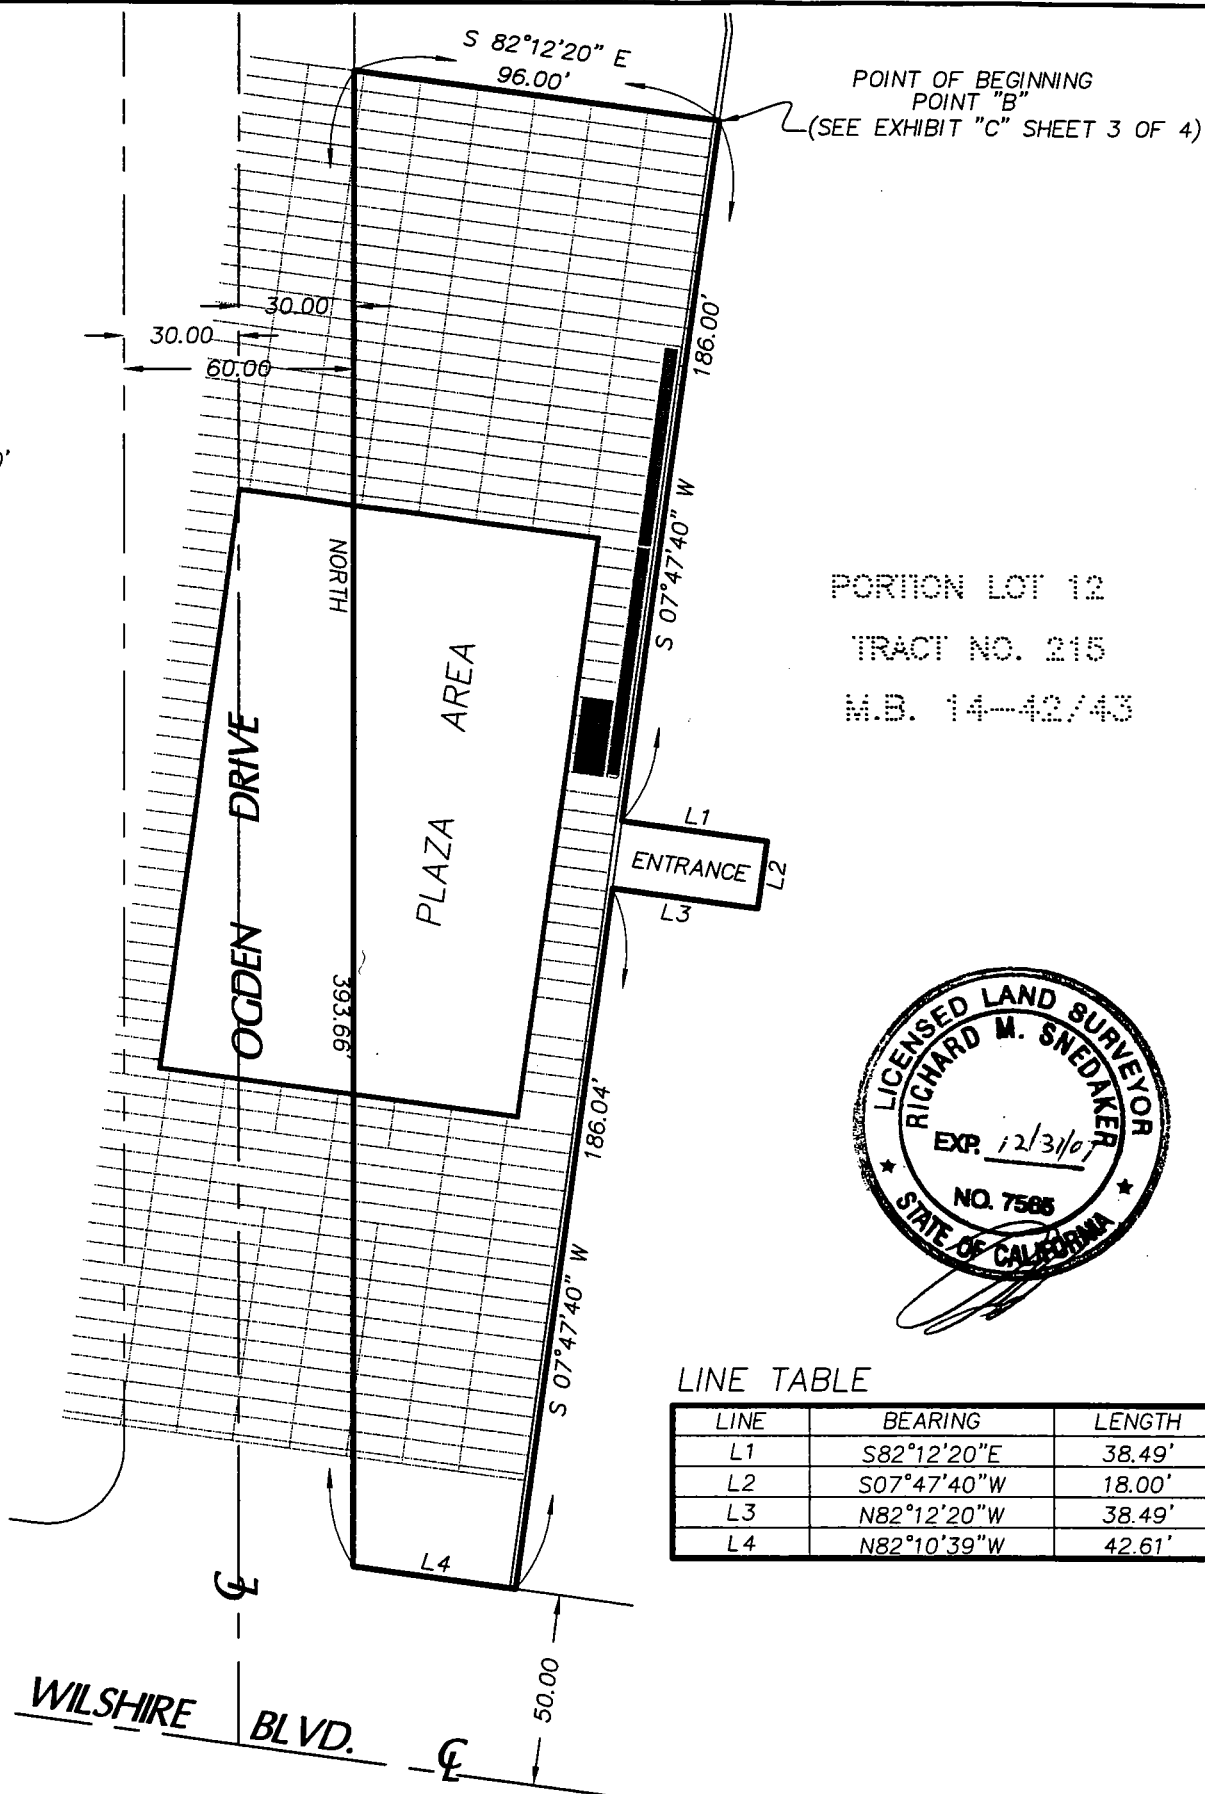 S 82°12'20" E
96.00'
POINT OF BEGINNING
POINT "B"
(SEE EXHIBIT "C" SHEET 3 OF 4)
30.00
30.00
60.00
186.00'
S 07°47'40" W
NORTH
393.66'
OGDEN DRIVE
PLAZA AREA
PORTION LOT 12
TRACT NO. 215
M.B. 14-42/43
L1
ENTRANCE
L2
L3
186.04'
S 07°47'40" W
LICENSED LAND SURVEYOR
RICHARD M. SNEDAKER
EXP. 12/31/07
NO. 7565
STATE OF CALIFORNIA
LINE TABLE
LINE BEARING LENGTH
L1 S82°12'20"E 38.49'
L2 S07°47'40"W 18.00'
L3 N82°12'20"W 38.49'
L4 N82°10'39"W 42.61'
L4
50.00
WILSHIRE BLVD.